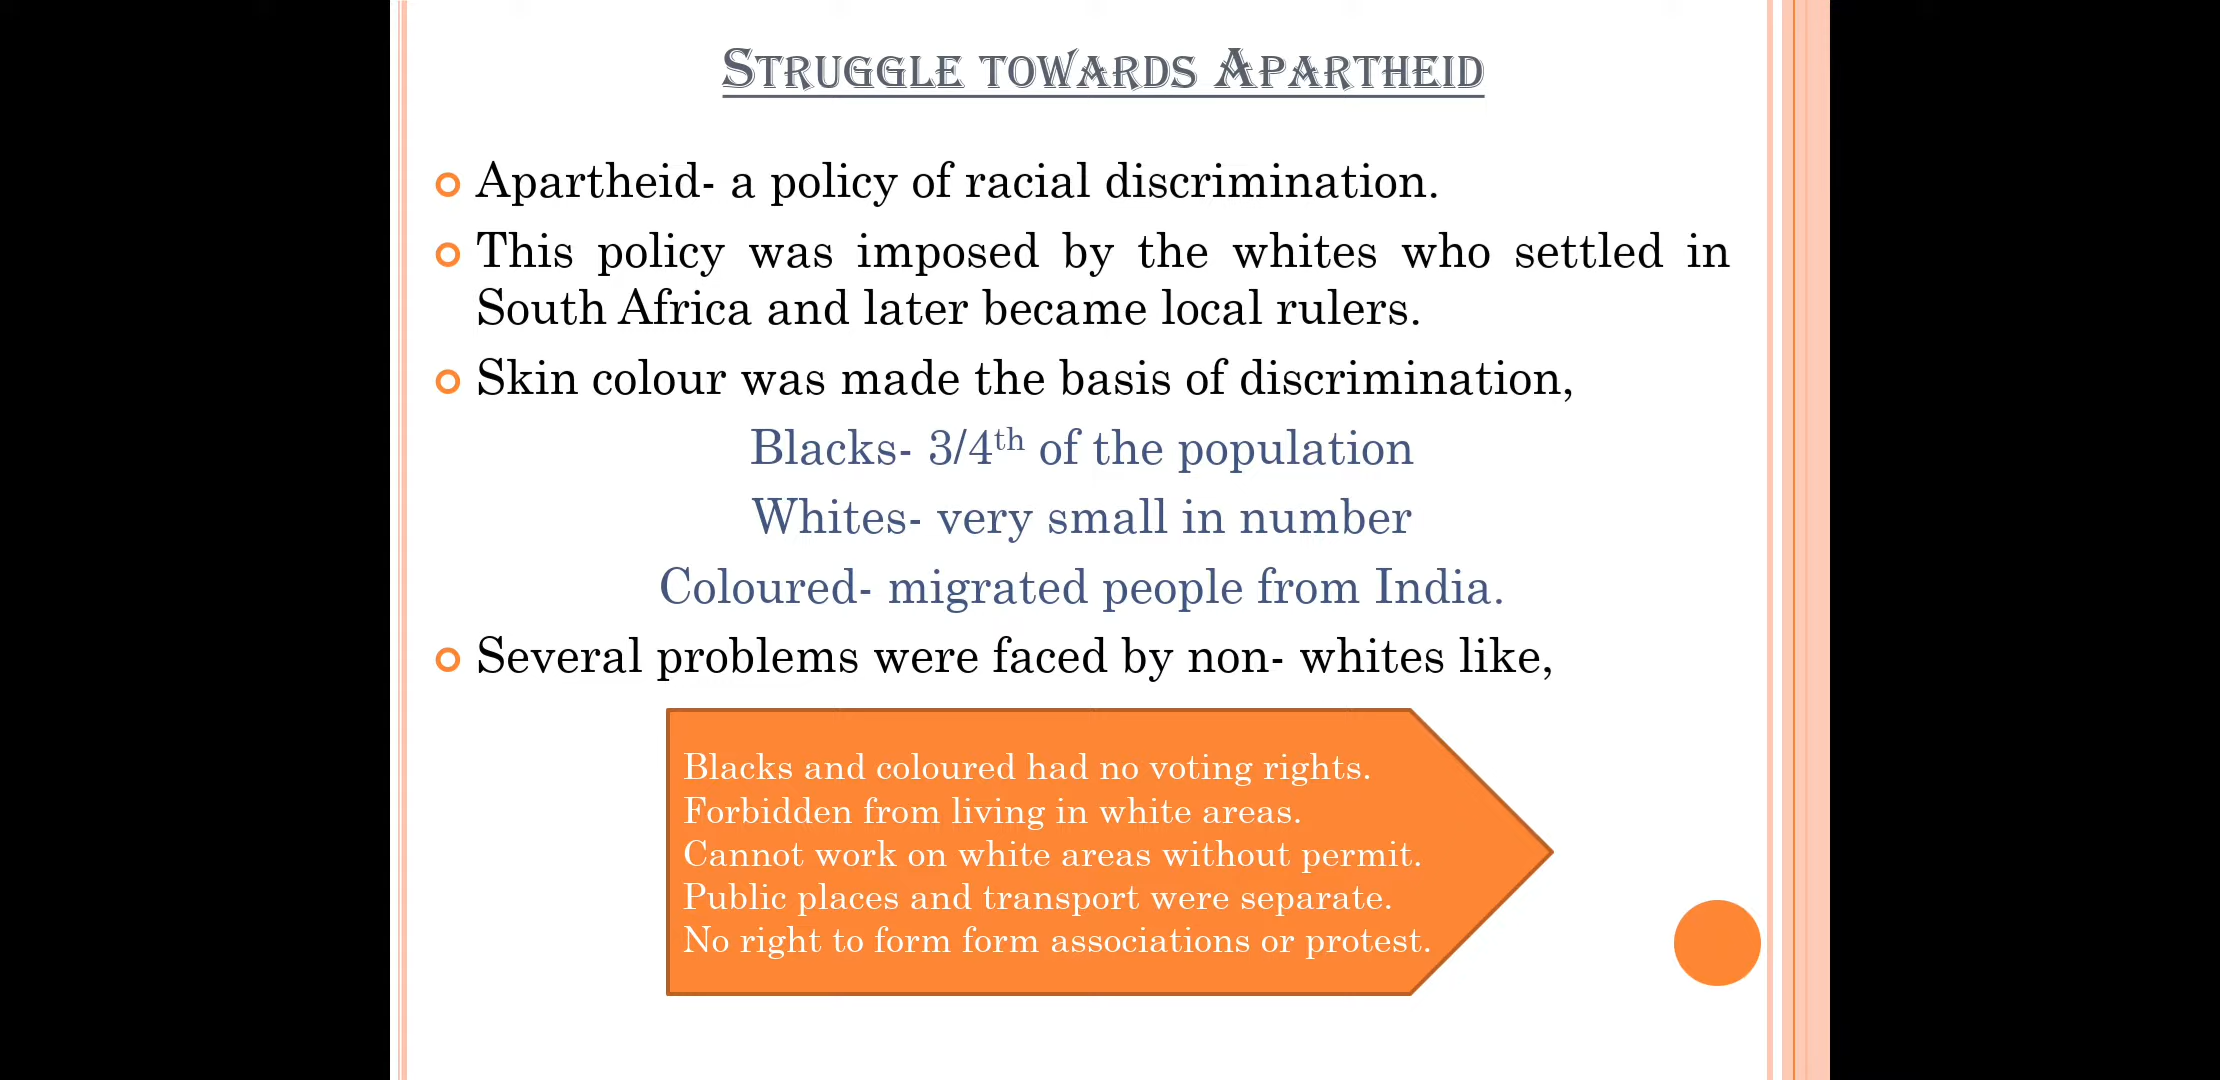 Struggle towards Apartheid
Apartheid- a policy of racial discrimination.
This policy was imposed by the whites who settled in
South Africa and later became local rulers.
Skin colour was made the basis of discrimination,
Blacks- 3/4th of the population
Whites- very small in number
Coloured- migrated people from India.
Several problems were faced by non- whites like,
Blacks and coloured had no voting rights.
Forbidden from living in white areas.
Cannot work on white areas without permit.
Public places and transport were separate.
No right to form form associations or protest.